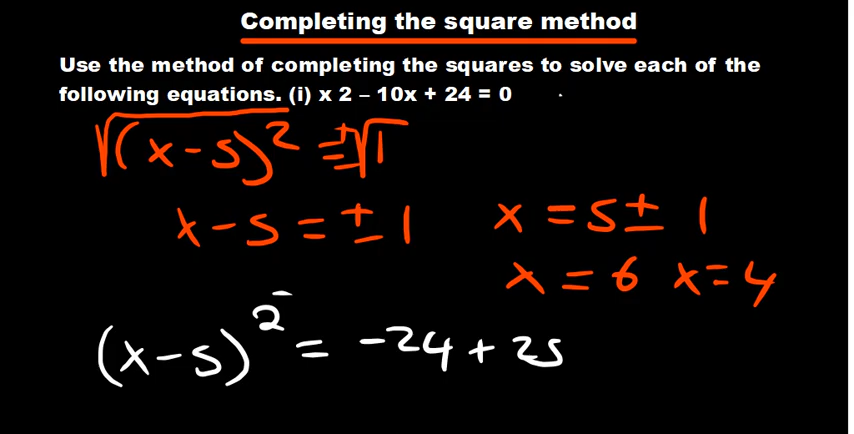 Completing the square method
Use the method of completing the squares to solve each of the
following equations. (i) x 2 – 10x + 24 = 0
√(x-5)² = ±√1
x-5 = ±1
x = 5 ± 1
x = 6 x = 4
(x-5)² = -24 + 25